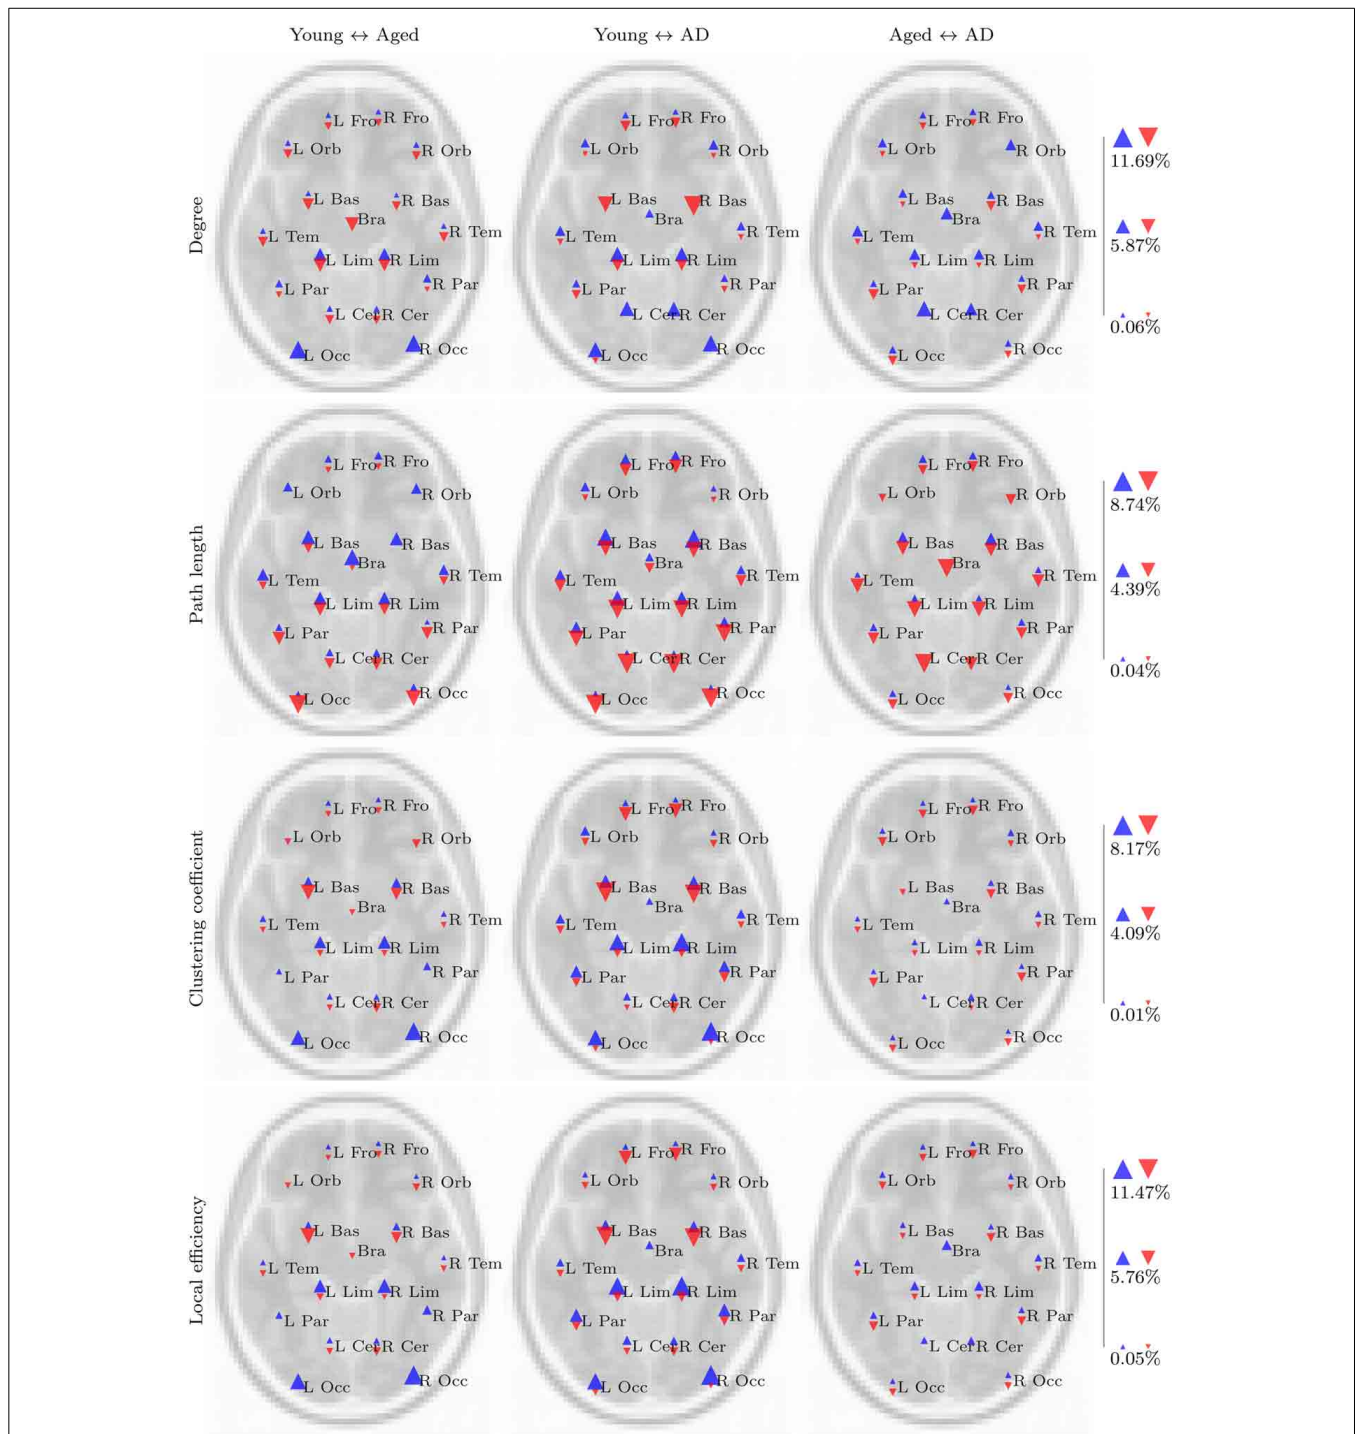 Young ↔ Aged Young ↔ AD Aged ↔ AD
Degree
L Fro R Fro
L Orb R Orb
L Bas R Bas
Bra
L Tem R Tem
L Lim R Lim
L Par R Par
L Cer R Cer
L Occ R Occ
L Fro R Fro
L Orb R Orb
L Bas R Bas
Bra
L Tem R Tem
L Lim R Lim
L Par R Par
L Cer R Cer
L Occ R Occ
L Fro R Fro
L Orb R Orb
L Bas R Bas
Bra
L Tem R Tem
L Lim R Lim
L Par R Par
L Cer R Cer
L Occ R Occ
11.69%
5.87%
0.06%
Path length
L Fro R Fro
L Orb R Orb
L Bas R Bas
Bra
L Tem R Tem
L Lim R Lim
L Par R Par
L Cer R Cer
L Occ R Occ
L Fro R Fro
L Orb R Orb
L Bas R Bas
Bra
L Tem R Tem
L Lim R Lim
L Par R Par
L Cer R Cer
L Occ R Occ
L Fro R Fro
L Orb R Orb
L Bas R Bas
Bra
L Tem R Tem
L Lim R Lim
L Par R Par
L Cer R Cer
L Occ R Occ
8.74%
4.39%
0.04%
Clustering coefficient
L Fro R Fro
L Orb R Orb
L Bas R Bas
Bra
L Tem R Tem
L Lim R Lim
L Par R Par
L Cer R Cer
L Occ R Occ
L Fro R Fro
L Orb R Orb
L Bas R Bas
Bra
L Tem R Tem
L Lim R Lim
L Par R Par
L Cer R Cer
L Occ R Occ
L Fro R Fro
L Orb R Orb
L Bas R Bas
Bra
L Tem R Tem
L Lim R Lim
L Par R Par
L Cer R Cer
L Occ R Occ
8.17%
4.09%
0.01%
Local efficiency
L Fro R Fro
L Orb R Orb
L Bas R Bas
Bra
L Tem R Tem
L Lim R Lim
L Par R Par
L Cer R Cer
L Occ R Occ
L Fro R Fro
L Orb R Orb
L Bas R Bas
Bra
L Tem R Tem
L Lim R Lim
L Par R Par
L Cer R Cer
L Occ R Occ
L Fro R Fro
L Orb R Orb
L Bas R Bas
Bra
L Tem R Tem
L Lim R Lim
L Par R Par
L Cer R Cer
L Occ R Occ
11.47%
5.76%
0.05%